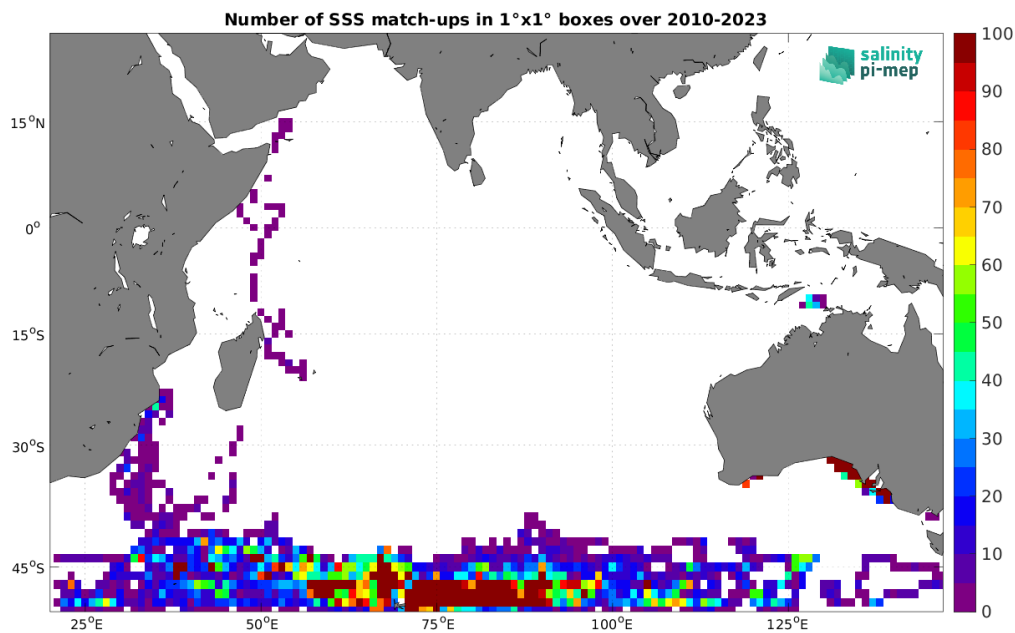 Number of SSS match-ups in 1°x1° boxes over 2010-2023
salinity
pi-mep
100
90
80
70
60
50
40
30
20
10
0
15°N
0°
15°S
30°S
45°S
25°E
50°E
75°E
100°E
125°E